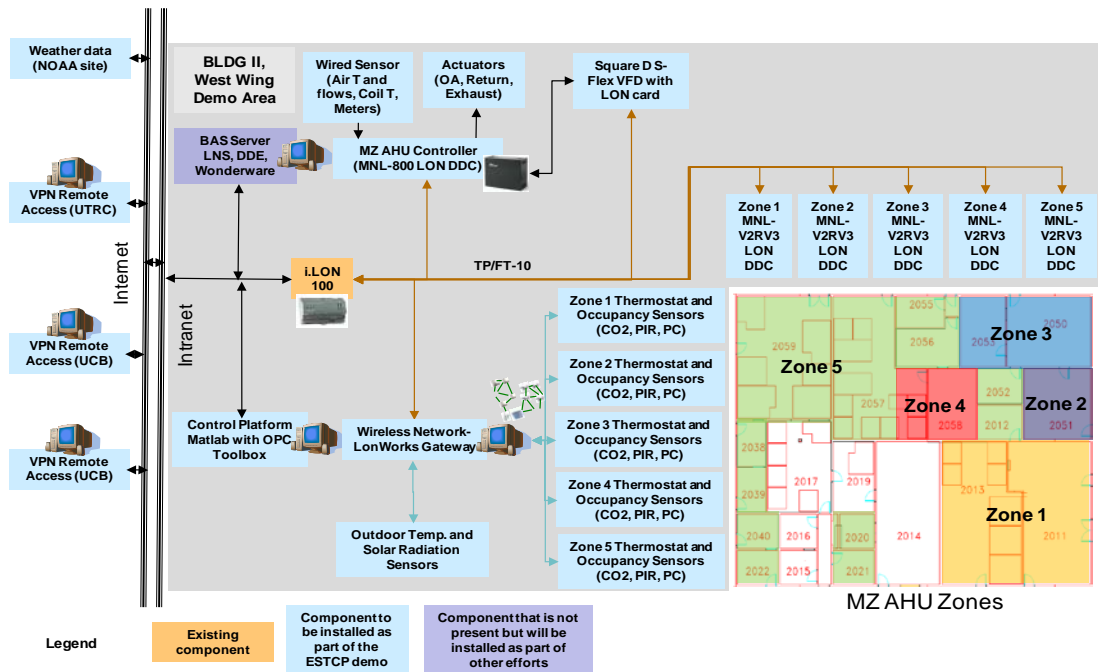 Weather data
(NOAA site)
VPN Remote
Access (UTRC)
VPN Remote
Access (UCB)
VPN Remote
Access (UCB)
Internet
Intranet
BLDG II,
West Wing
Demo Area
Wired Sensor
(Air T and
flows, Coil T,
Meters)
Actuators
(OA, Return,
Exhaust)
Square D S-
Flex VFD with
LON card
BAS Server
LNS, DDE,
Wonderware
MZ AHU Controller
(MNL-800 LON DDC)
Zone 1
MNL-
V2RV3
LON
DDC
Zone 2
MNL-
V2RV3
LON
DDC
Zone 3
MNL-
V2RV3
LON
DDC
Zone 4
MNL-
V2RV3
LON
DDC
Zone 5
MNL-
V2RV3
LON
DDC
i.LON
100
TP/FT-10
Control Platform
Matlab with OPC
Toolbox
Wireless Network-
LonWorks Gateway
Outdoor Temp. and
Solar Radiation
Sensors
Zone 1 Thermostat and
Occupancy Sensors
(CO2, PIR, PC)
Zone 2 Thermostat and
Occupancy Sensors
(CO2, PIR, PC)
Zone 3 Thermostat and
Occupancy Sensors
(CO2, PIR, PC)
Zone 4 Thermostat and
Occupancy Sensors
(CO2, PIR, PC)
Zone 5 Thermostat and
Occupancy Sensors
(CO2, PIR, PC)
2055
2050
2053
2056
2059
Zone 3
Zone 5
2052
2057
Zone 4
Zone 2
2058
2012
2051
2038
2017
2019
2013
2039
Zone 1
2040
2016
2020
2014
2011
2022
2015
2021
MZ AHU Zones
Legend
Existing
component
Component to
be installed as
part of the
ESTCP demo
Component that is not
present but will be
installed as part of
other efforts